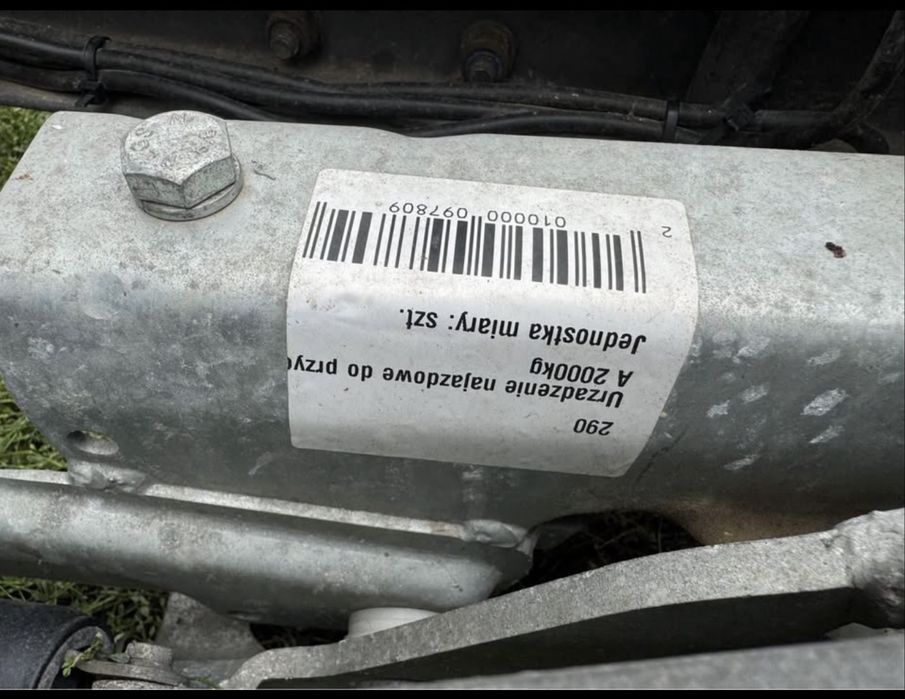 290
Urzadzenie najazdowe do przyc
A 2000kg
Jednostka miary: szt.
2 010000 097809